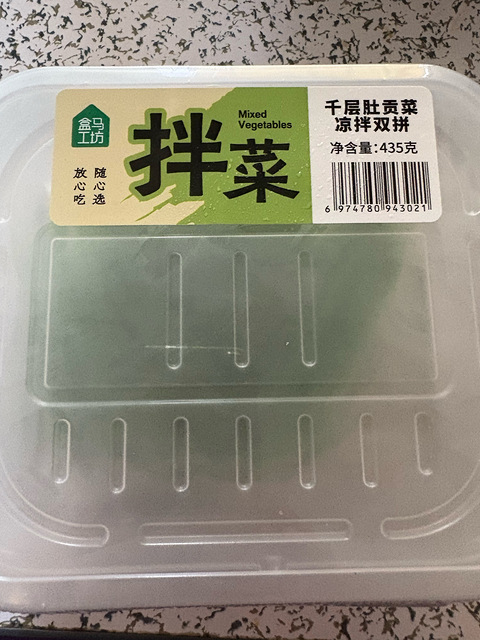 盒马
工坊
随心选
放心吃
拌菜
Mixed
Vegetables
千层肚贡菜
凉拌双拼
净含量:435克
6 974780 943021